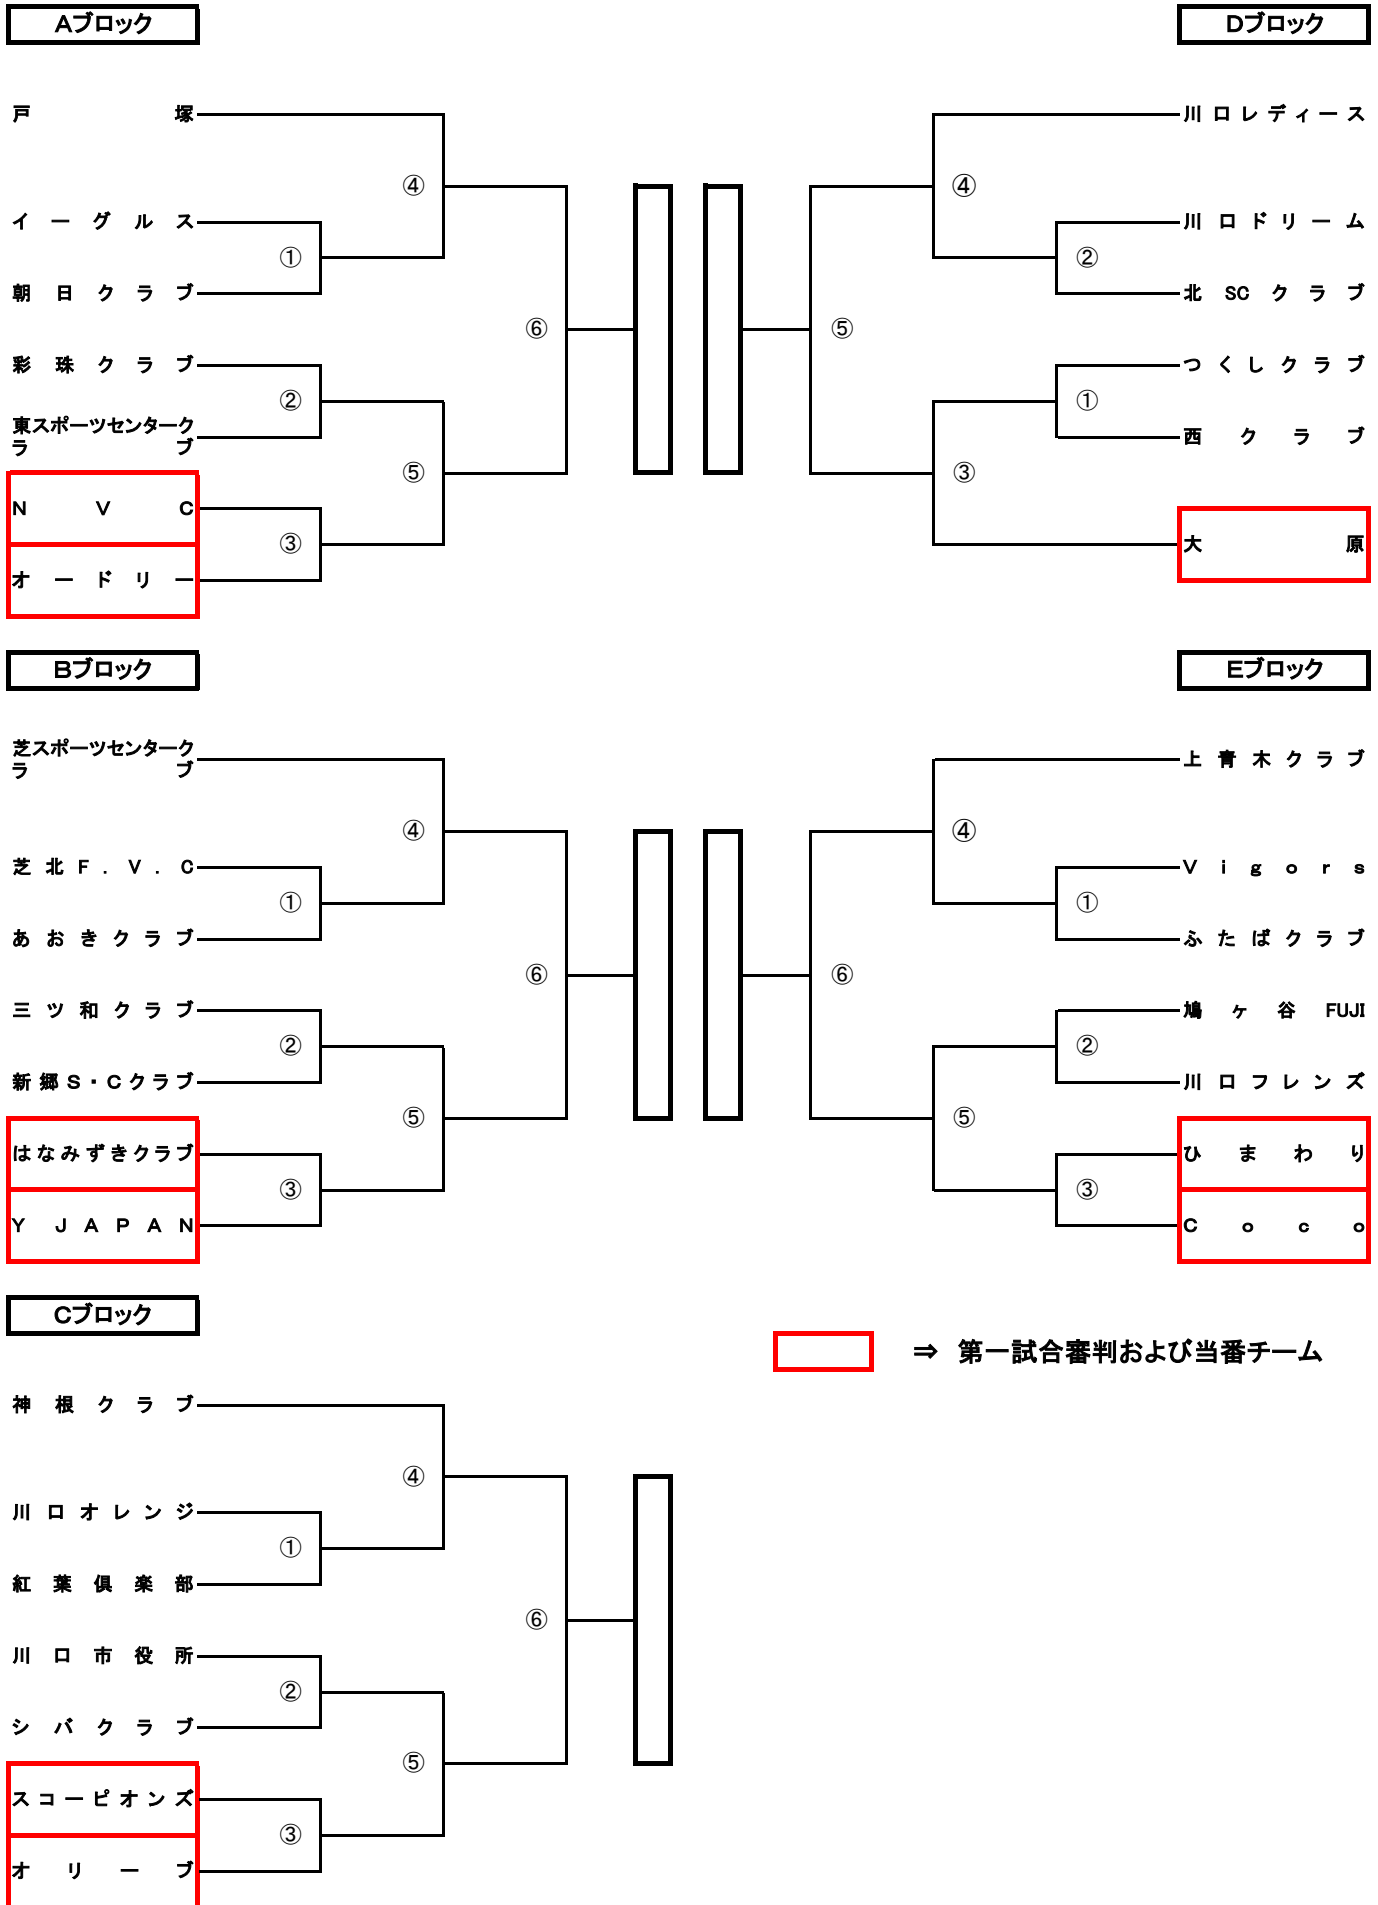 Aブロック
戸塚
④
イーグルス
①
朝日クラブ
⑥
彩珠クラブ
②
東スポーツセンターク
ラブ
⑤
NVC
③
オードリー
Dブロック
川口レディース
④
川口ドリーム
②
北SCクラブ
⑤
つくしクラブ
①
西クラブ
③
大原
Bブロック
芝スポーツセンターク
ラブ
④
芝北F.V.C
①
あおきクラブ
⑥
三ツ和クラブ
②
新郷S・Cクラブ
⑤
はなみずきクラブ
③
Y JAPAN
Eブロック
上青木クラブ
④
Vigors
①
ふたばクラブ
⑥
鳩ヶ谷FUJI
②
川口フレンズ
⑤
ひまわり
③
Coco
Cブロック
⇒ 第一試合審判および当番チーム
神根クラブ
④
川口オレンジ
①
紅葉倶楽部
⑥
川口市役所
②
シバクラブ
⑤
スコーピオンズ
③
オリーブ